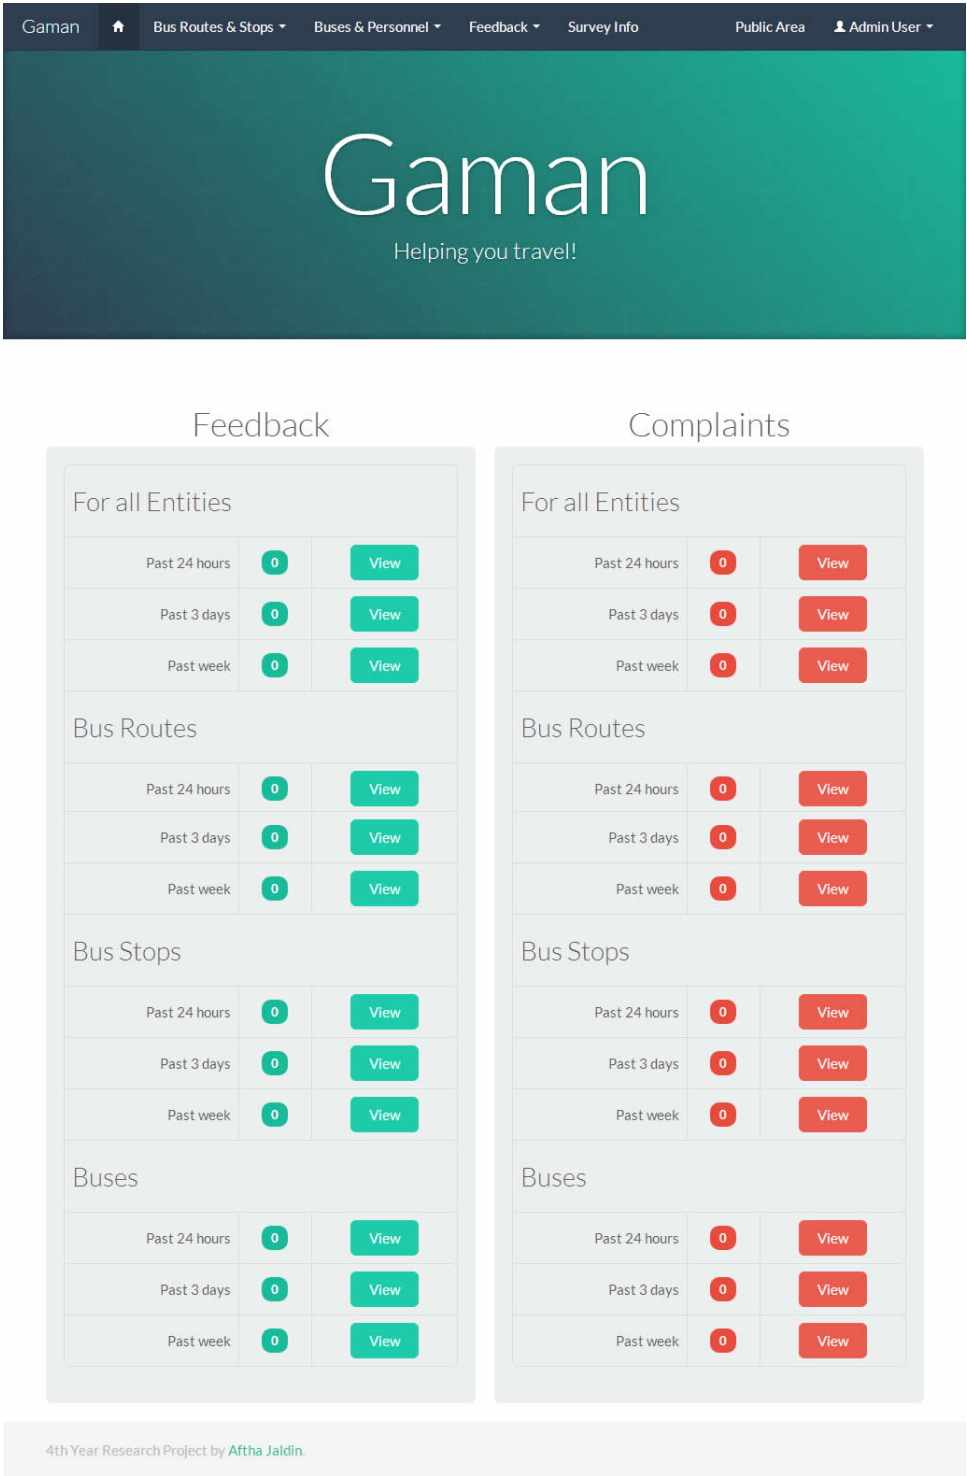 Gaman Bus Routes & Stops Buses & Personnel Feedback Survey Info Public Area Admin User
Gaman
Helping you travel!
Feedback
For all Entities
Past 24 hours 0 View
Past 3 days 0 View
Past week 0 View
Bus Routes
Past 24 hours 0 View
Past 3 days 0 View
Past week 0 View
Bus Stops
Past 24 hours 0 View
Past 3 days 0 View
Past week 0 View
Buses
Past 24 hours 0 View
Past 3 days 0 View
Past week 0 View
Complaints
For all Entities
Past 24 hours 0 View
Past 3 days 0 View
Past week 0 View
Bus Routes
Past 24 hours 0 View
Past 3 days 0 View
Past week 0 View
Bus Stops
Past 24 hours 0 View
Past 3 days 0 View
Past week 0 View
Buses
Past 24 hours 0 View
Past 3 days 0 View
Past week 0 View
4th Year Research Project by Aftha Jaldin.